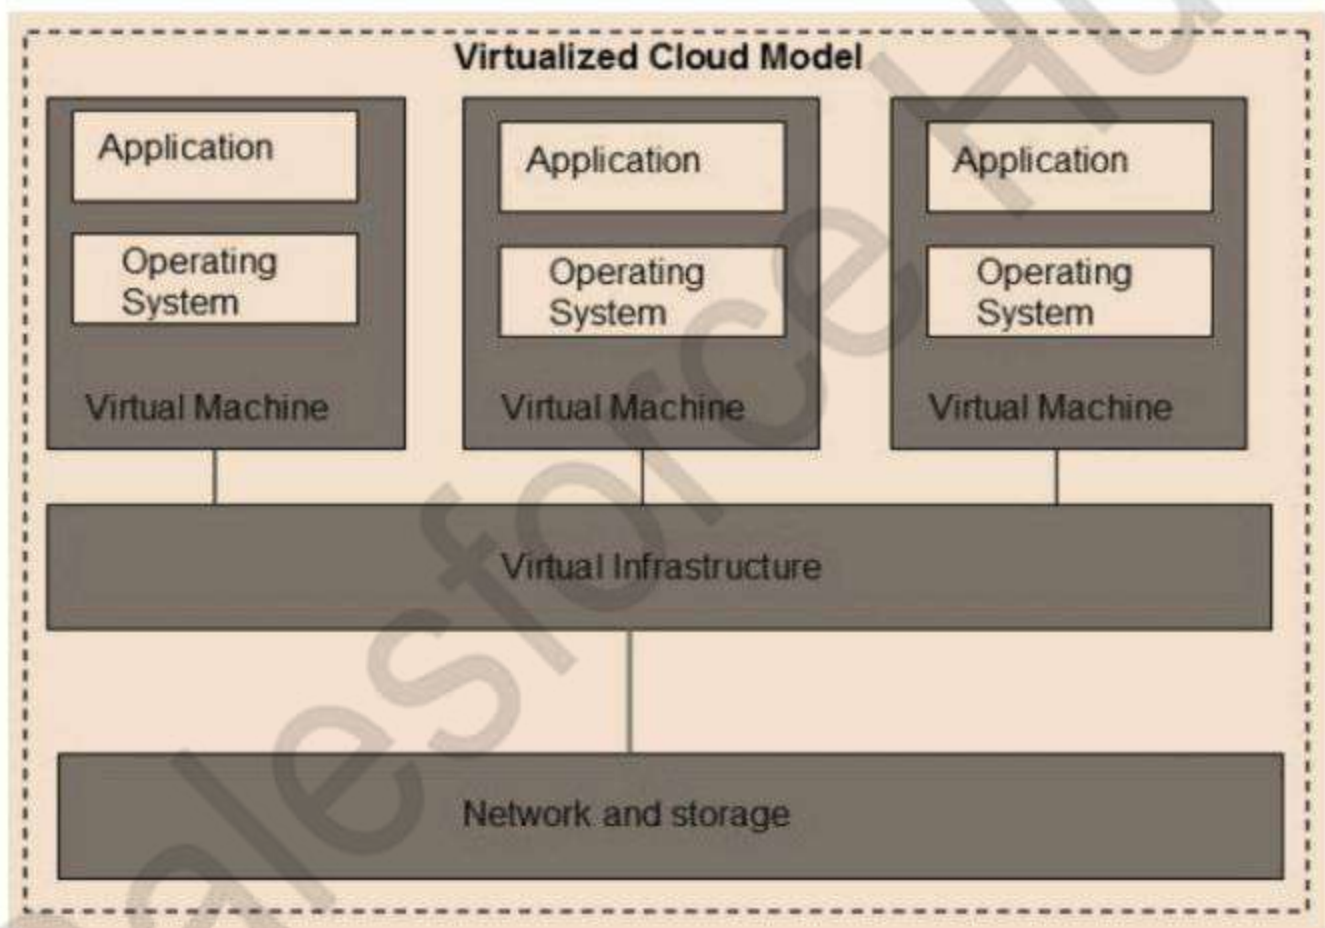 Virtualized Cloud Model
Application
Operating
System
Virtual Machine
Application
Operating
System
Virtual Machine
Application
Operating
System
Virtual Machine
Virtual Infrastructure
Network and storage